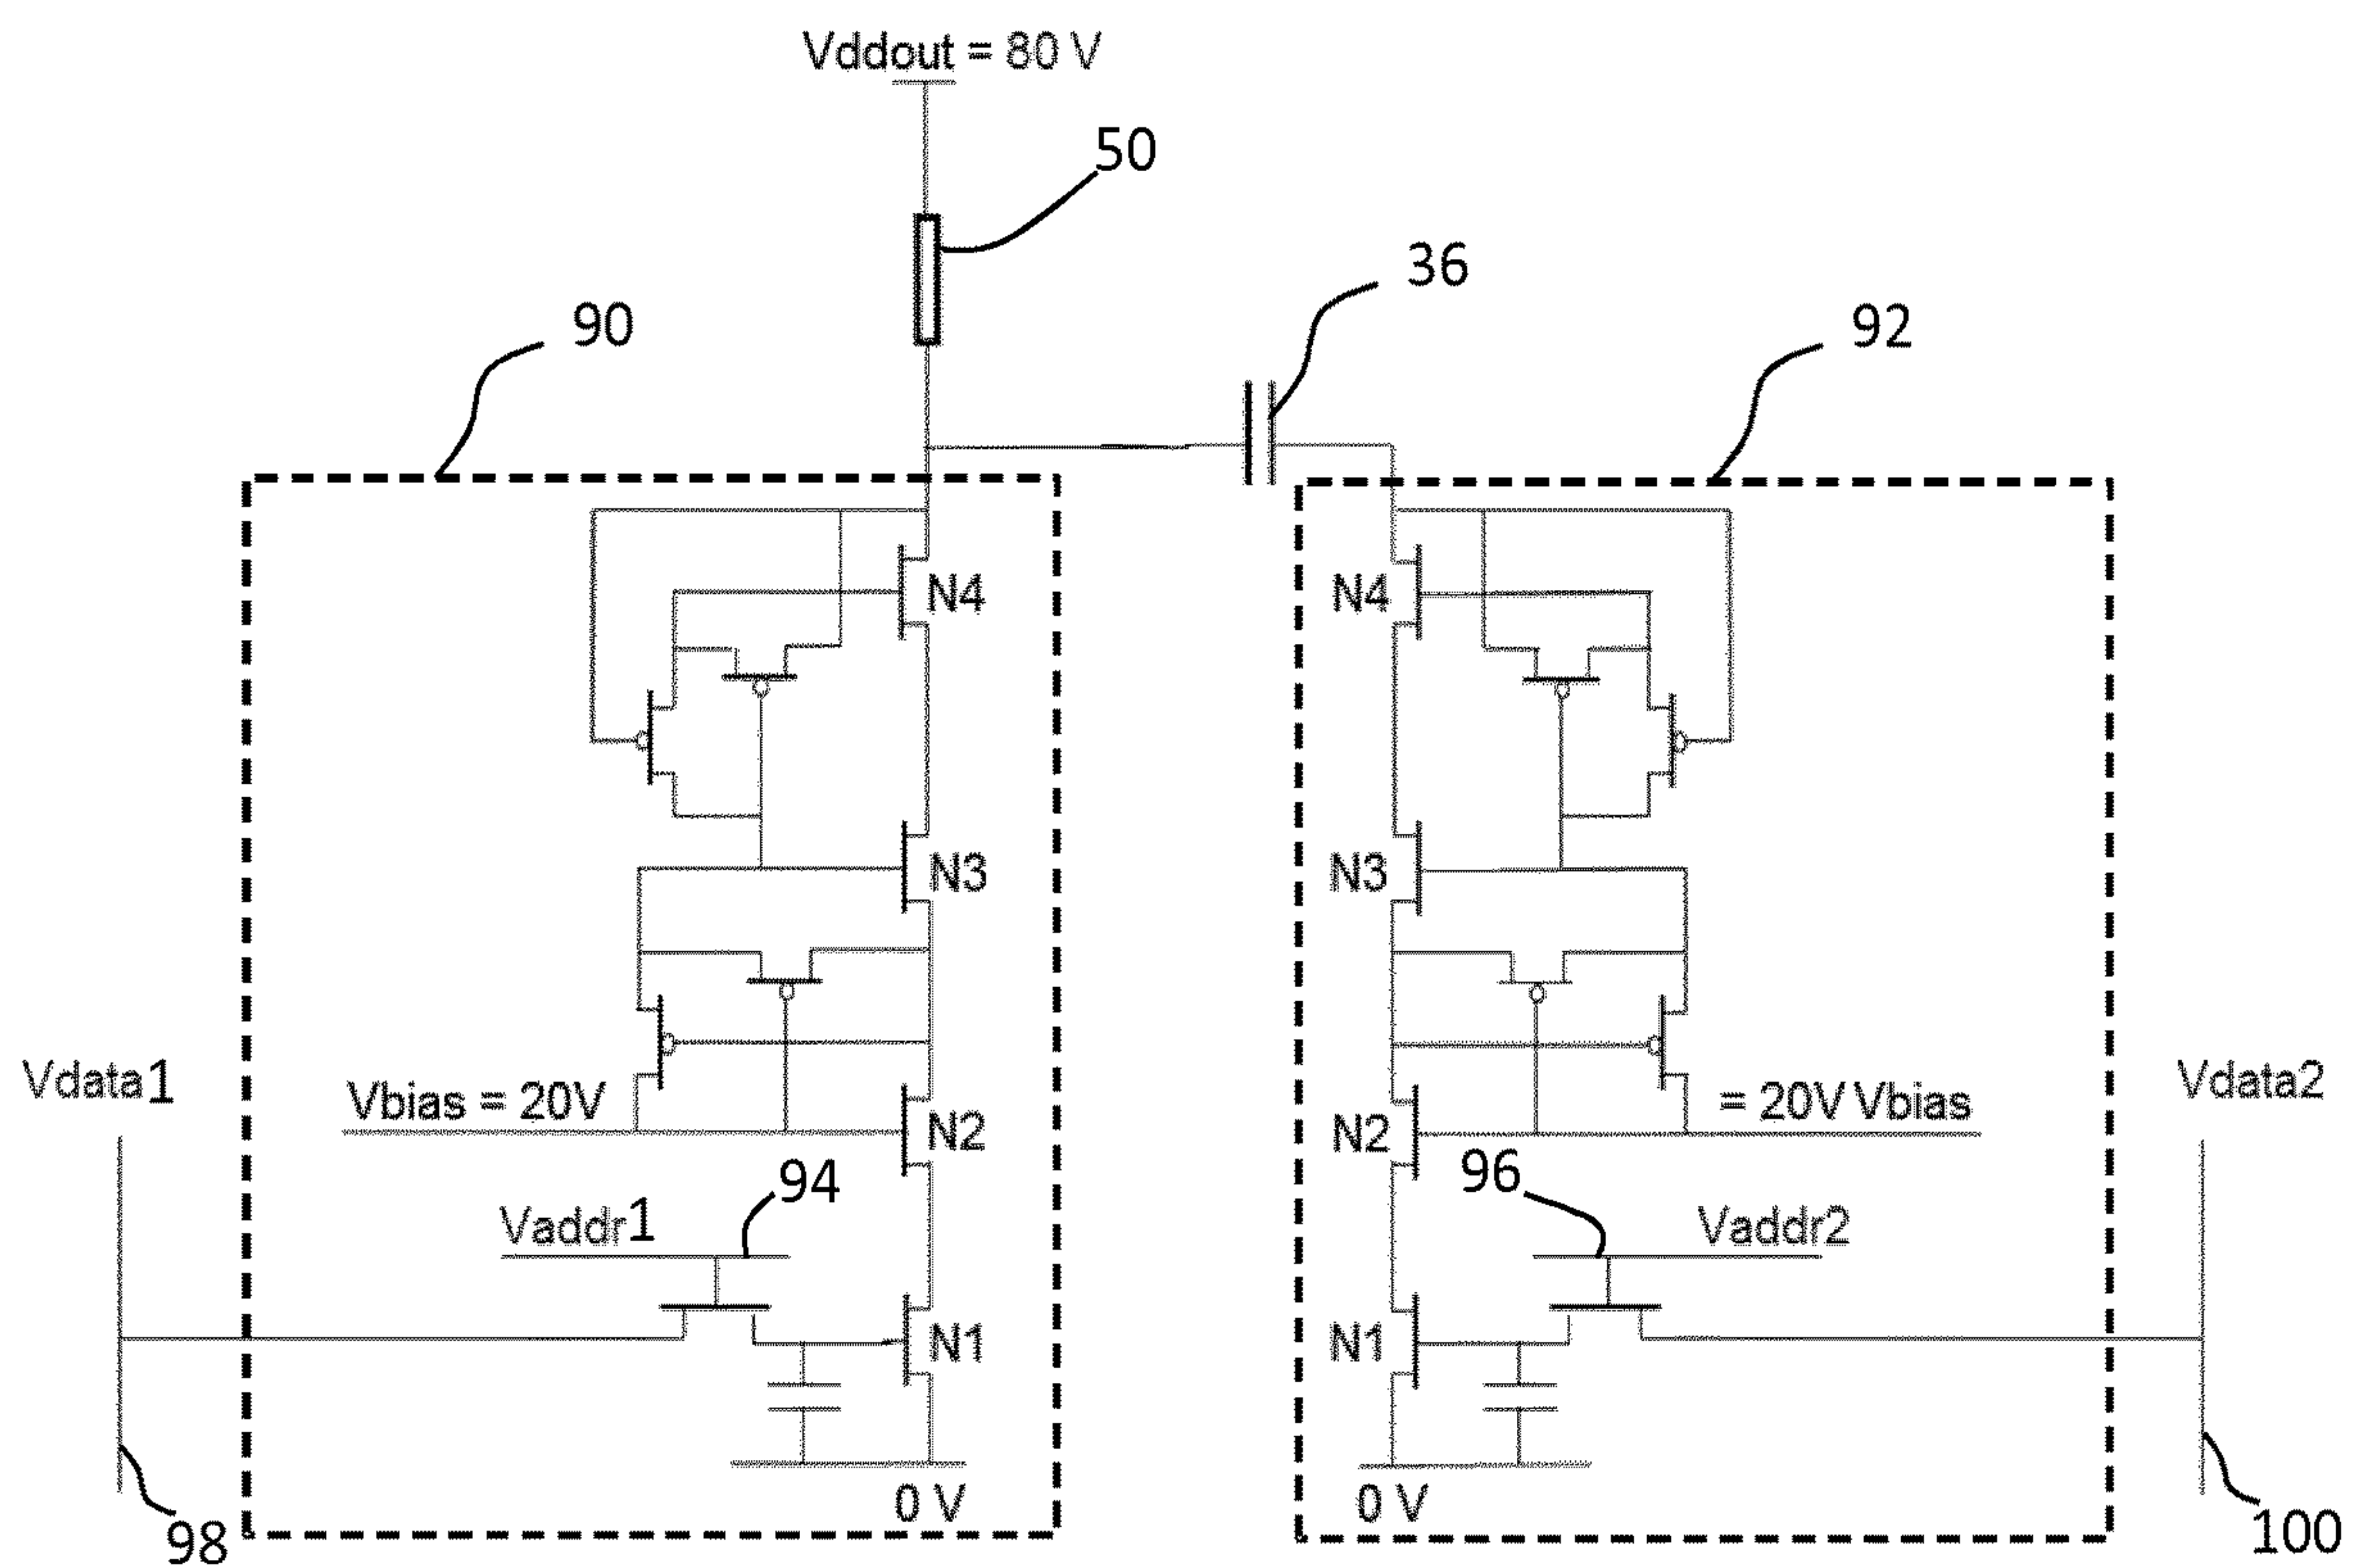 Vddout = 80 V
50
36
90
92
N4
N4
N3
N3
Vdata1
Vbias = 20V
N2
N2
= 20V Vbias
Vdata2
94
96
Vaddr1
Vaddr2
N1
N1
0 V
0 V
98
100